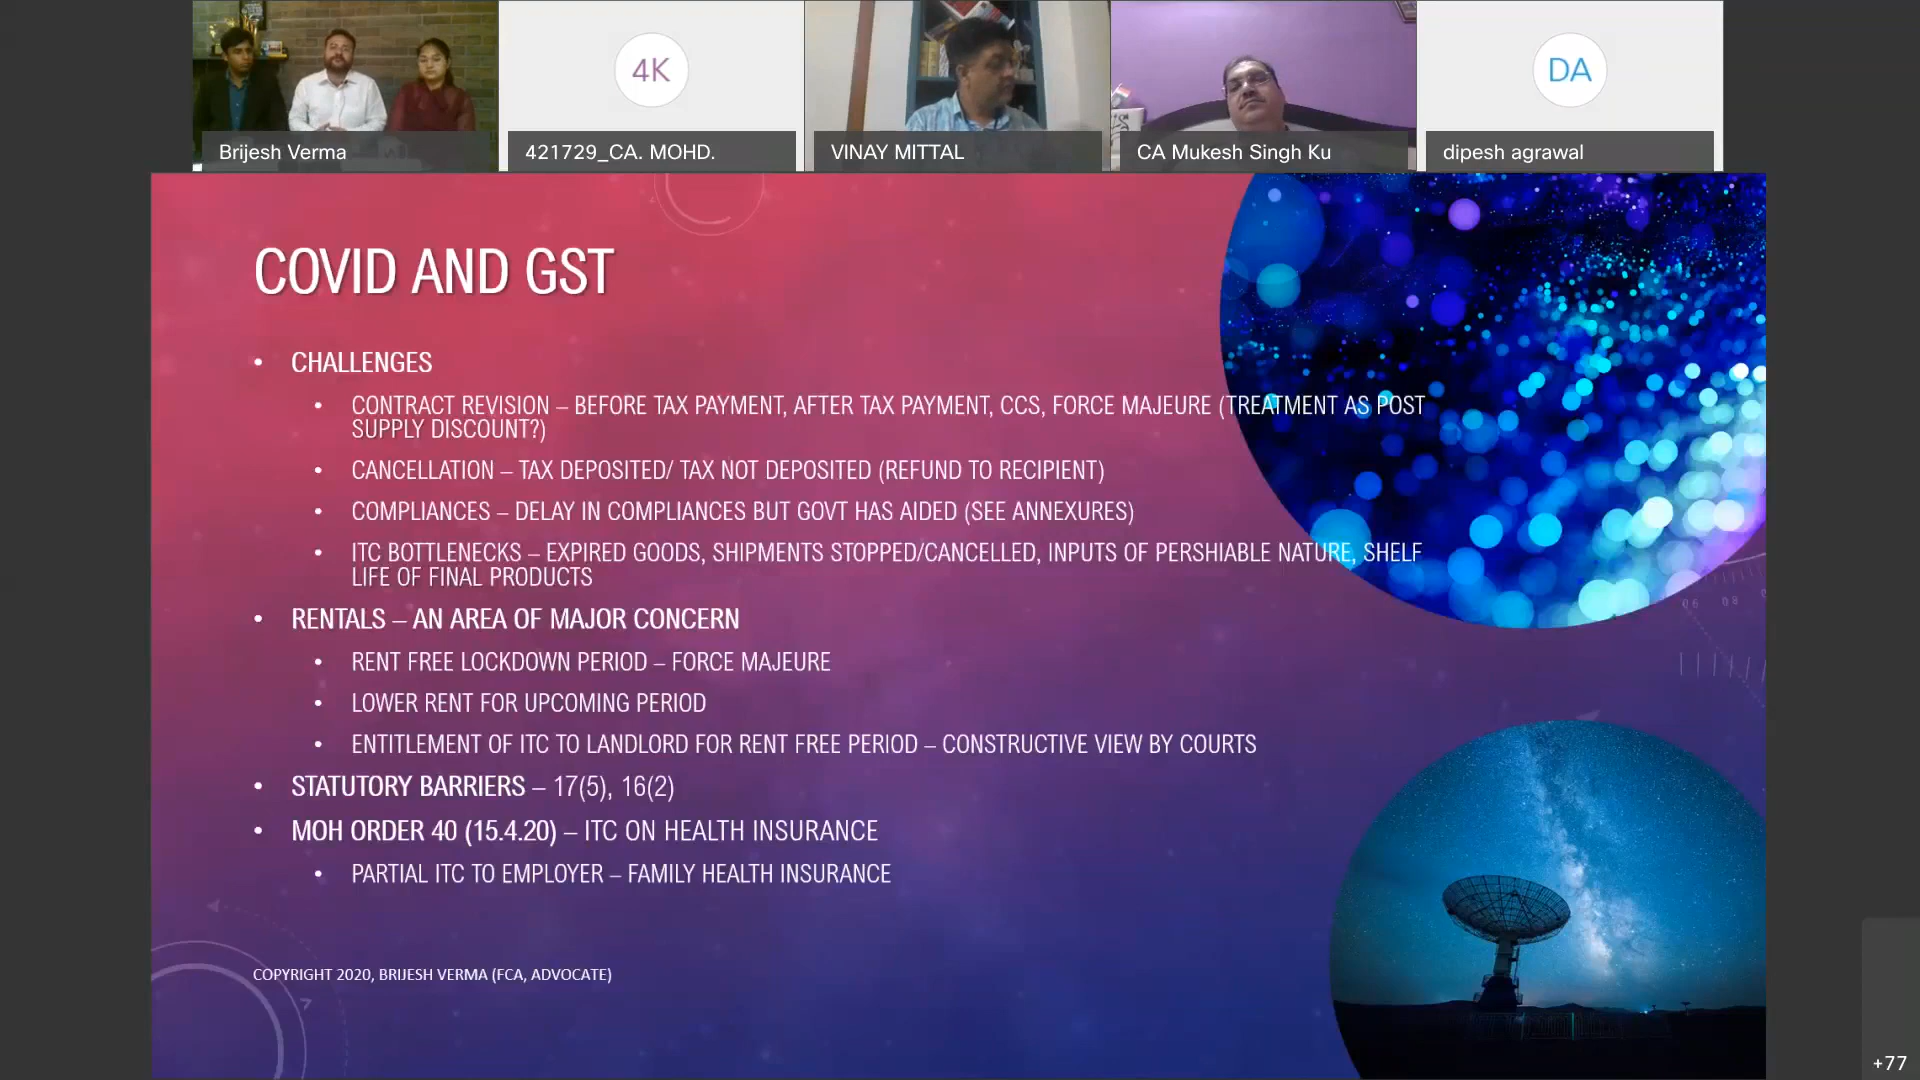 4K
DA
Brijesh Verma
421729_CA. MOHD.
VINAY MITTAL
CA Mukesh Singh Ku
dipesh agrawal
COVID AND GST
• CHALLENGES
• CONTRACT REVISION – BEFORE TAX PAYMENT, AFTER TAX PAYMENT, CCS, FORCE MAJEURE (TREATMENT AS POST
SUPPLY DISCOUNT?)
• CANCELLATION – TAX DEPOSITED/ TAX NOT DEPOSITED (REFUND TO RECIPIENT)
• COMPLIANCES – DELAY IN COMPLIANCES BUT GOVT HAS AIDED (SEE ANNEXURES)
• ITC BOTTLENECKS – EXPIRED GOODS, SHIPMENTS STOPPED/CANCELLED, INPUTS OF PERSHIABLE NATURE, SHELF
LIFE OF FINAL PRODUCTS
• RENTALS – AN AREA OF MAJOR CONCERN
• RENT FREE LOCKDOWN PERIOD – FORCE MAJEURE
• LOWER RENT FOR UPCOMING PERIOD
• ENTITLEMENT OF ITC TO LANDLORD FOR RENT FREE PERIOD – CONSTRUCTIVE VIEW BY COURTS
• STATUTORY BARRIERS – 17(5), 16(2)
• MOH ORDER 40 (15.4.20) – ITC ON HEALTH INSURANCE
• PARTIAL ITC TO EMPLOYER – FAMILY HEALTH INSURANCE
COPYRIGHT 2020, BRIJESH VERMA (FCA, ADVOCATE)
06 08
+77